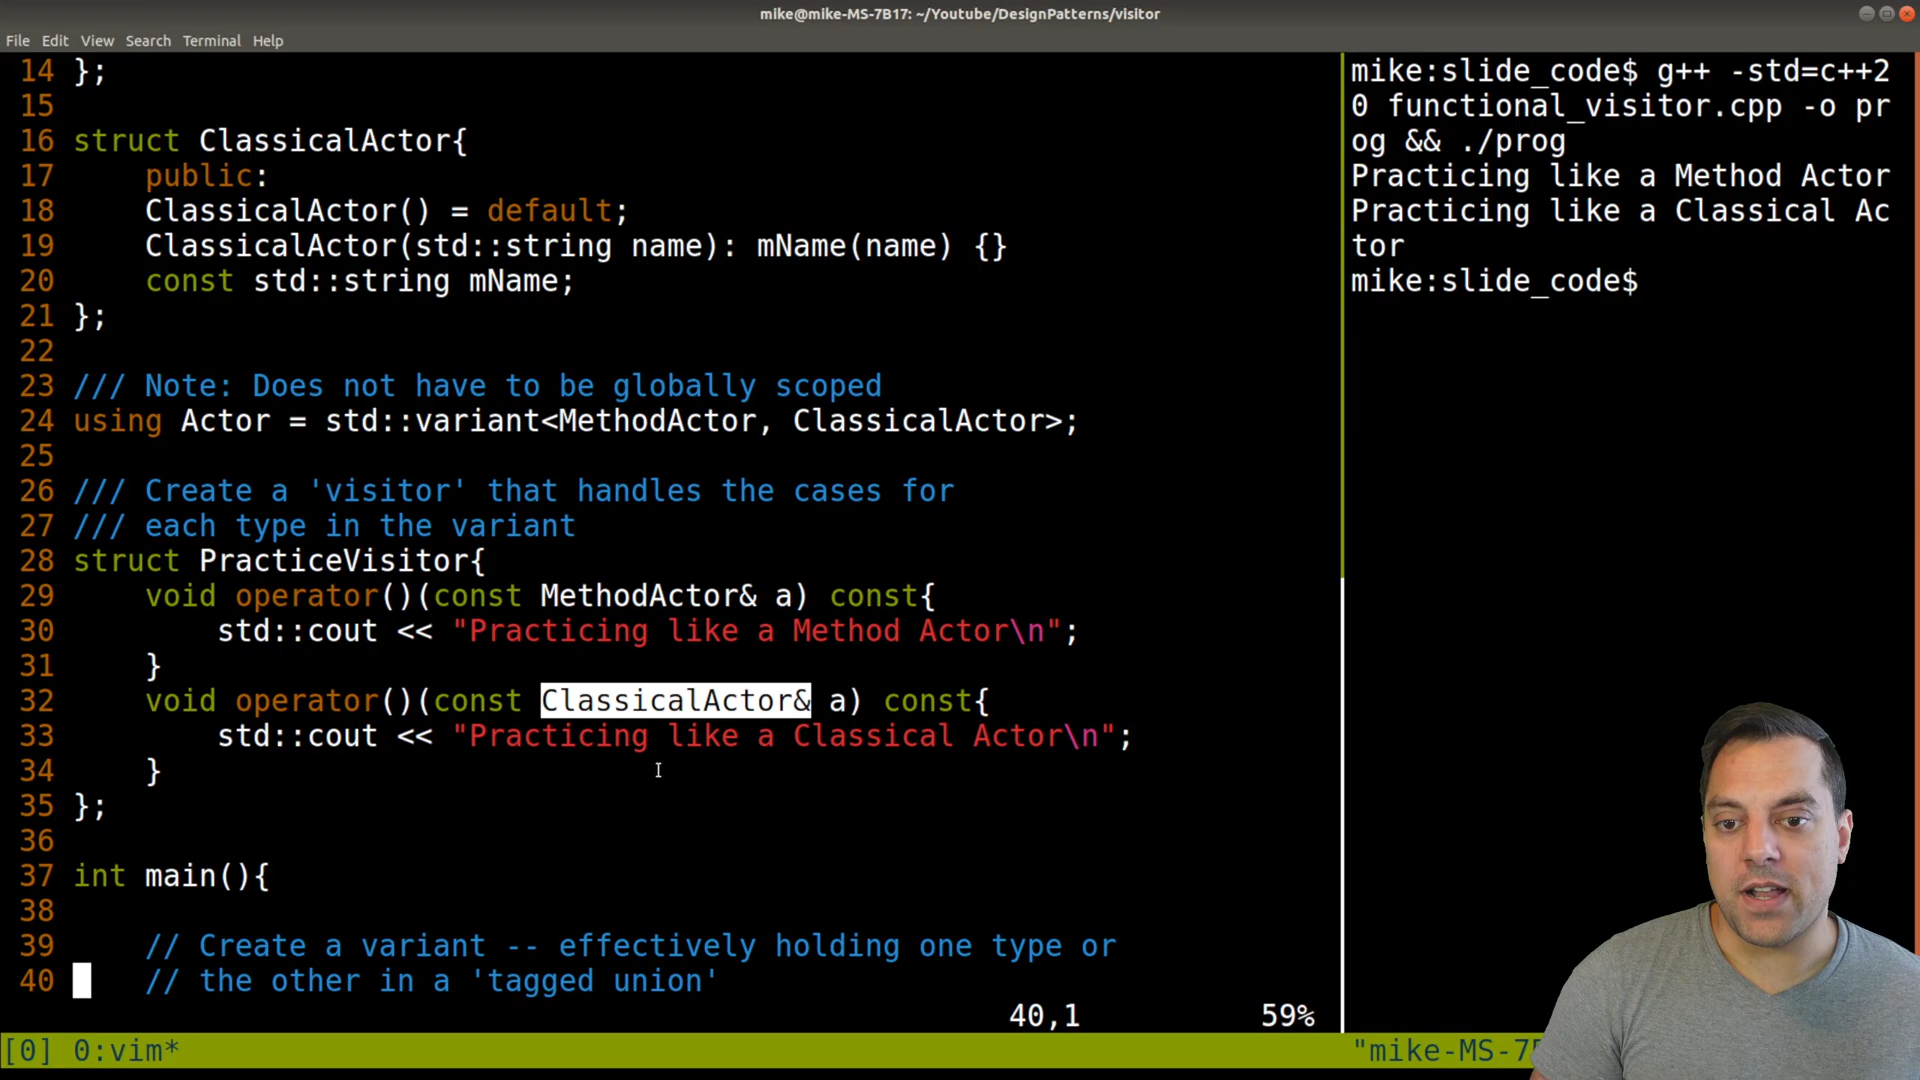 mike@mike-MS-7B17: ~/Youtube/DesignPatterns/visitor
File Edit View Search Terminal Help
14 };
15
16 struct ClassicalActor{
17     public:
18     ClassicalActor() = default;
19     ClassicalActor(std::string name): mName(name) {}
20     const std::string mName;
21 };
22
23 /// Note: Does not have to be globally scoped
24 using Actor = std::variant<MethodActor, ClassicalActor>;
25
26 /// Create a 'visitor' that handles the cases for
27 /// each type in the variant
28 struct PracticeVisitor{
29     void operator()(const MethodActor& a) const{
30         std::cout << "Practicing like a Method Actor\n";
31     }
32     void operator()(const ClassicalActor& a) const{
33         std::cout << "Practicing like a Classical Actor\n";
34     }
35 };
36
37 int main(){
38
39     // Create a variant -- effectively holding one type or
40     // the other in a 'tagged union'
40,1 59%
mike:slide_code$ g++ -std=c++2
0 functional_visitor.cpp -o pr
og && ./prog
Practicing like a Method Actor
Practicing like a Classical Ac
tor
mike:slide_code$
[0] 0:vim*
"mike-MS-7